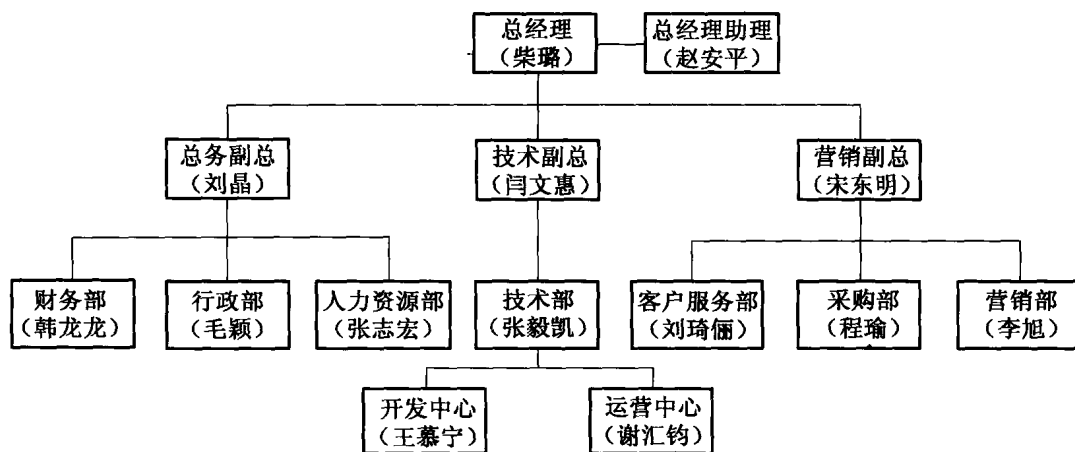 总经理
（柴璐）
总经理助理
（赵安平）
总务副总
（刘晶）
技术副总
（闫文惠）
营销副总
（宋东明）
财务部
（韩龙龙）
行政部
（毛颖）
人力资源部
（张志宏）
技术部
（张毅凯）
客户服务部
（刘琦俪）
采购部
（程瑜）
营销部
（李旭）
开发中心
（王慕宁）
运营中心
（谢汇钧）